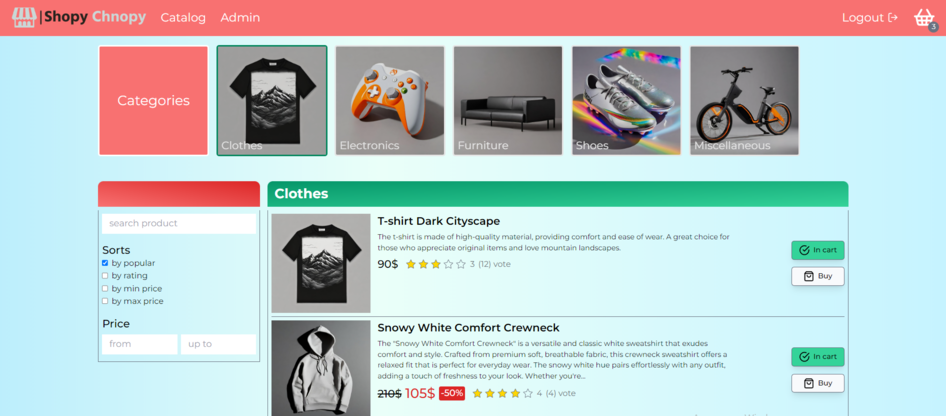 Shopy Chnopy
Catalog
Admin
Logout
3
Categories
Clothes
Electronics
Furniture
Shoes
Miscellaneous
search product
Sorts
by popular
by rating
by min price
by max price
Price
from
up to
Clothes
T-shirt Dark Cityscape
The t-shirt is made of high-quality material, providing comfort and ease of wear. A great choice for
those who appreciate original items and love mountain landscapes.
90$
3 (12) vote
In cart
Buy
Snowy White Comfort Crewneck
The "Snowy White Comfort Crewneck" is a versatile and classic white sweatshirt that exudes
comfort and style. Crafted from premium soft, breathable fabric, this crewneck sweatshirt offers a
relaxed fit that is perfect for everyday wear. The snowy white hue pairs effortlessly with any outfit,
adding a touch of freshness to your look. Whether you're...
210$ 105$ -50%
4 (4) vote
In cart
Buy